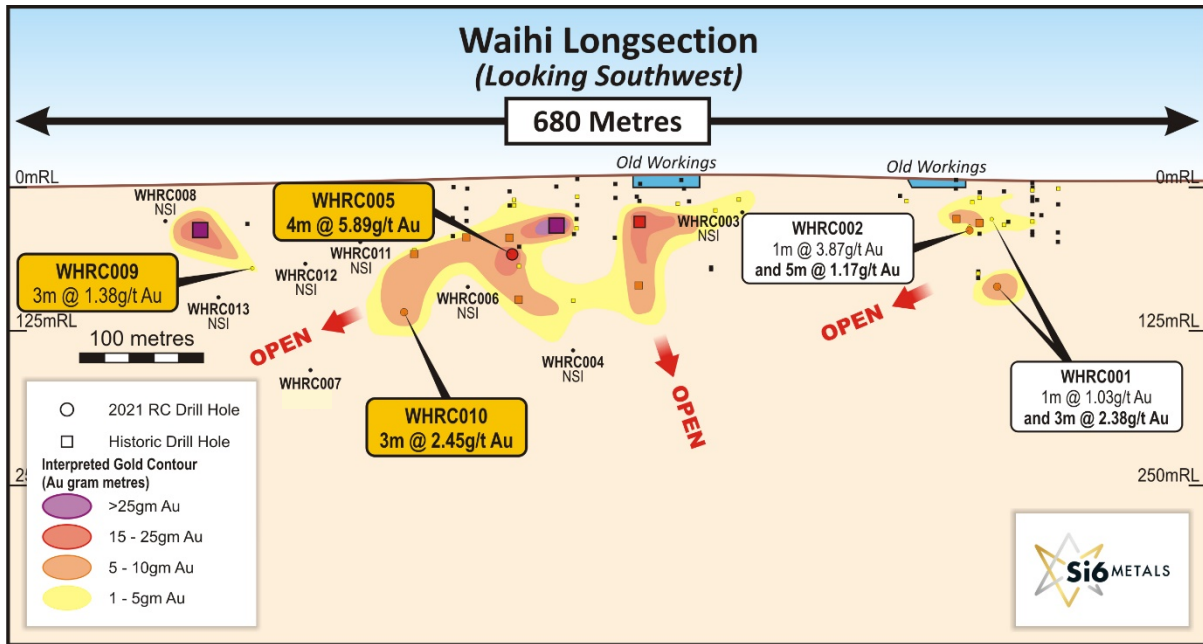 Waihi Longsection
(Looking Southwest)
680 Metres
Old Workings
Old Workings
0mRL
0mRL
WHRC008
NSI
WHRC005
4m @ 5.89g/t Au
WHRC003
NSI
WHRC002
1m @ 3.87g/t Au
and 5m @ 1.17g/t Au
WHRC011
NSI
WHRC012
NSI
WHRC009
3m @ 1.38g/t Au
WHRC013
NSI
WHRC006
NSI
OPEN
OPEN
OPEN
125mRL
125mRL
100 metres
WHRC004
NSI
WHRC007
WHRC010
3m @ 2.45g/t Au
WHRC001
1m @ 1.03g/t Au
and 3m @ 2.38g/t Au
2021 RC Drill Hole
Historic Drill Hole
Interpreted Gold Contour
(Au gram metres)
>25gm Au
15 - 25gm Au
5 - 10gm Au
1 - 5gm Au
250mRL
Si6 METALS